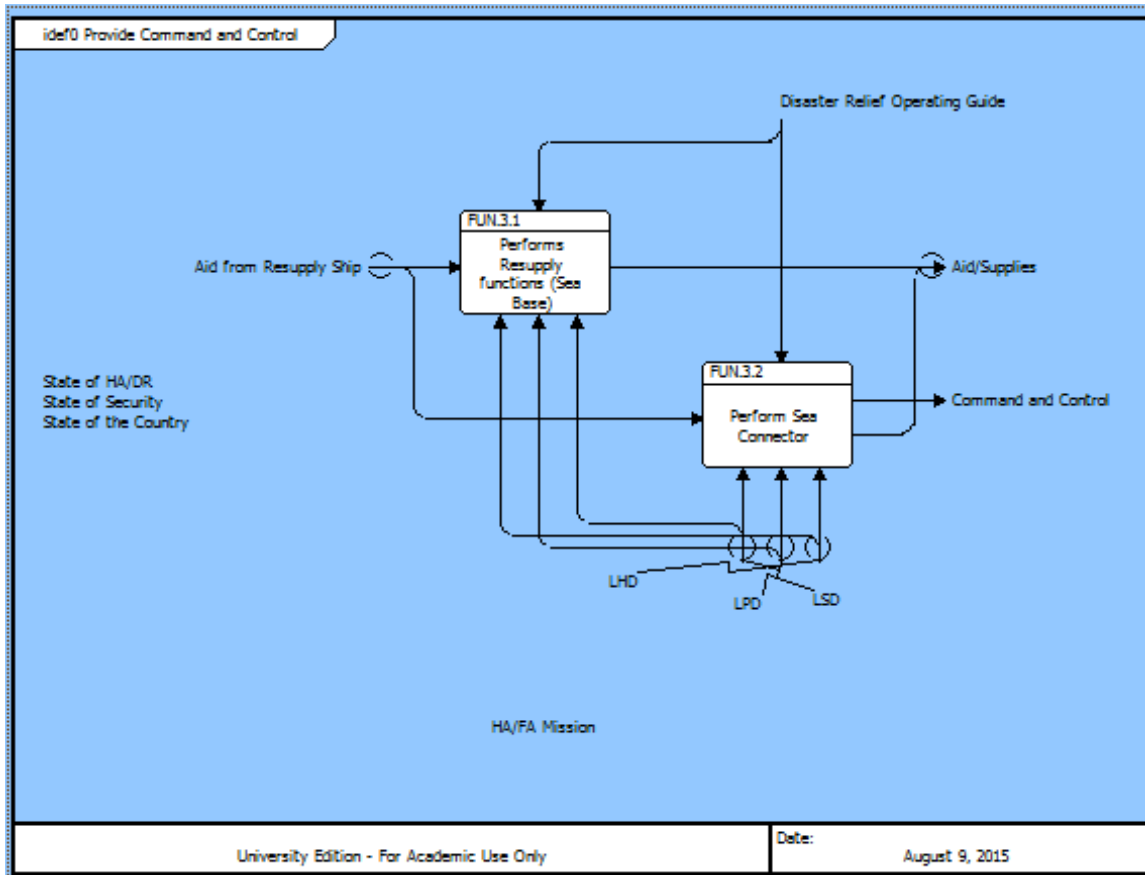 idef0 Provide Command and Control
Disaster Relief Operating Guide
FUN.3.1
Performs
Resupply
functions (Sea
Base)
Aid from Resupply Ship
Aid/Supplies
FUN.3.2
Perform Sea
Connector
State of HA/DR
State of Security
State of the Country
Command and Control
LHD
LPD
LSD
HA/FA Mission
University Edition - For Academic Use Only
Date:
August 9, 2015